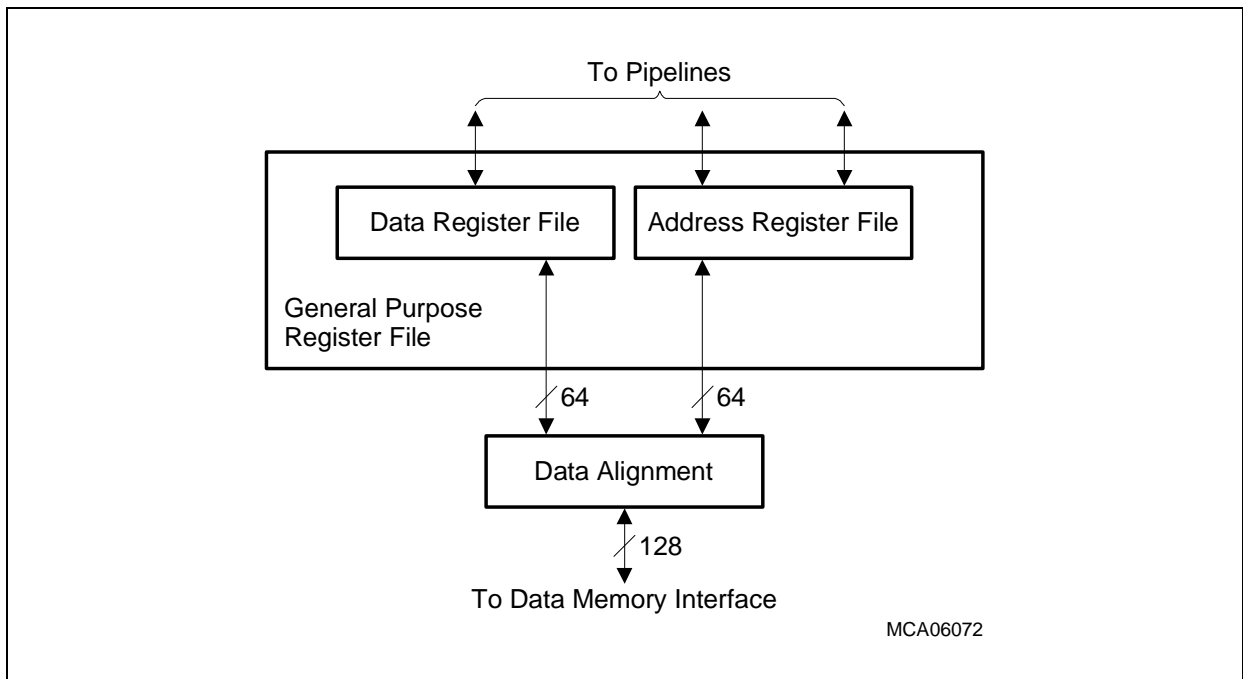 To Pipelines
Data Register File
Address Register File
General Purpose
Register File
64
64
Data Alignment
128
To Data Memory Interface
MCA06072